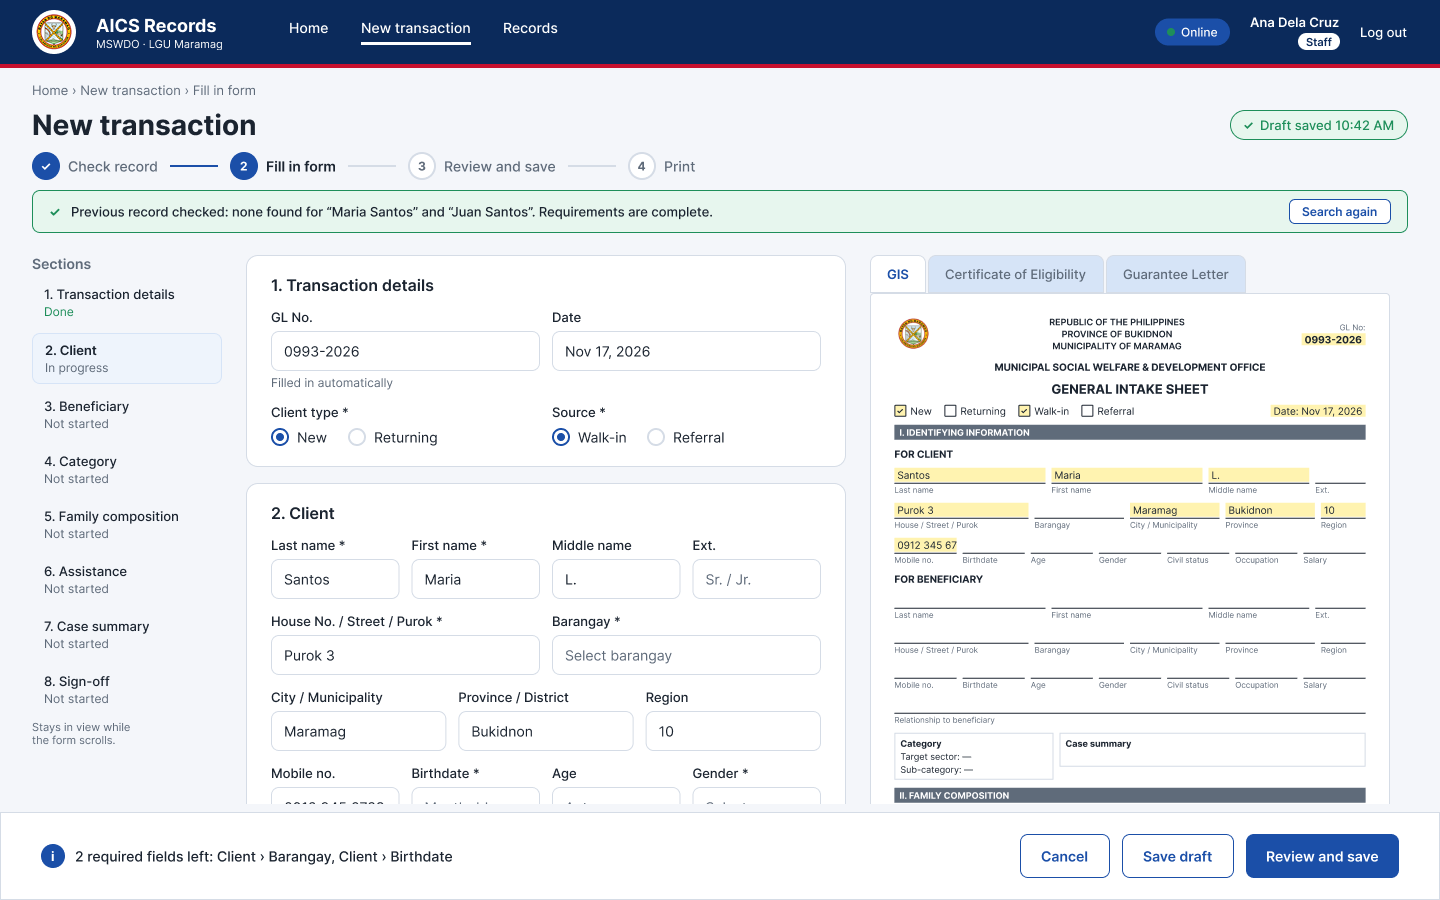 AICS Records
MSWDO · LGU Maramag
Home
New transaction
Records
Online
Ana Dela Cruz
Staff
Log out
Home › New transaction › Fill in form
New transaction
Draft saved 10:42 AM
Check record
2 Fill in form
3 Review and save
4 Print
Previous record checked: none found for “Maria Santos” and “Juan Santos”. Requirements are complete.
Search again
Sections
1. Transaction details
Done
2. Client
In progress
3. Beneficiary
Not started
4. Category
Not started
5. Family composition
Not started
6. Assistance
Not started
7. Case summary
Not started
8. Sign-off
Not started
Stays in view while
the form scrolls.
1. Transaction details
GL No. Date
0993-2026 Nov 17, 2026
Filled in automatically
Client type * Source *
New Returning Walk-in Referral
2. Client
Last name * First name * Middle name Ext.
Santos Maria L. Sr. / Jr.
House No. / Street / Purok * Barangay *
Purok 3 Select barangay
City / Municipality Province / District Region
Maramag Bukidnon 10
Mobile no. Birthdate * Age Gender *
GIS Certificate of Eligibility Guarantee Letter
REPUBLIC OF THE PHILIPPINES
PROVINCE OF BUKIDNON
MUNICIPALITY OF MARAMAG
GL No:
0993-2026
MUNICIPAL SOCIAL WELFARE & DEVELOPMENT OFFICE
GENERAL INTAKE SHEET
New Returning Walk-in Referral Date: Nov 17, 2026
I. IDENTIFYING INFORMATION
FOR CLIENT
Santos Maria L.
Last name First name Middle name Ext.
Purok 3 Maramag Bukidnon 10
House / Street / Purok Barangay City / Municipality Province Region
0912 345 67
Mobile no. Birthdate Age Gender Civil status Occupation Salary
FOR BENEFICIARY
Last name First name Middle name Ext.
House / Street / Purok Barangay City / Municipality Province Region
Mobile no. Birthdate Age Gender Civil status Occupation Salary
Relationship to beneficiary
Category
Target sector: —
Sub-category: —
Case summary
II. FAMILY COMPOSITION
i 2 required fields left: Client › Barangay, Client › Birthdate
Cancel
Save draft
Review and save